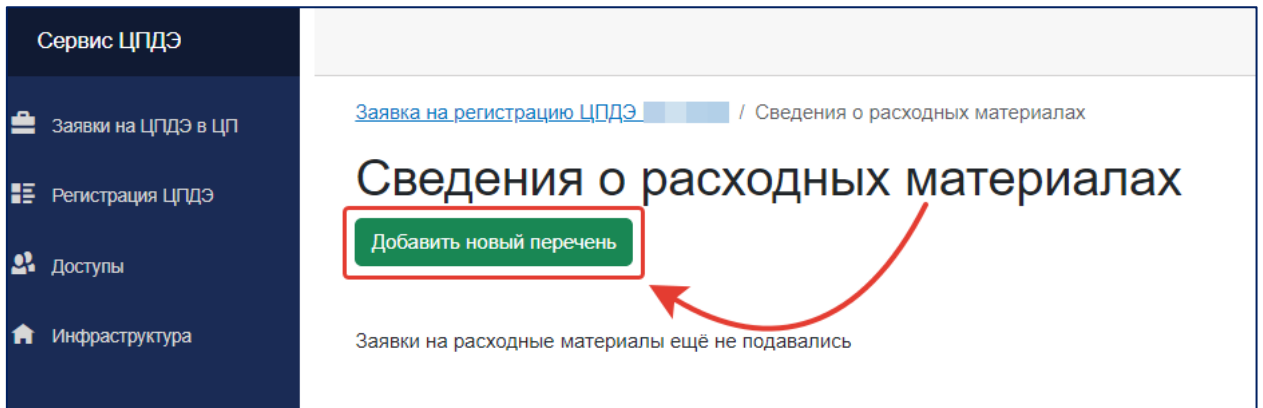 Сервис ЦПДЭ
Заявки на ЦПДЭ в ЦП
Регистрация ЦПДЭ
Доступы
Инфраструктура
Заявка на регистрацию ЦПДЭ / Сведения о расходных материалах
Сведения о расходных материалах
Добавить новый перечень
Заявки на расходные материалы ещё не подавались